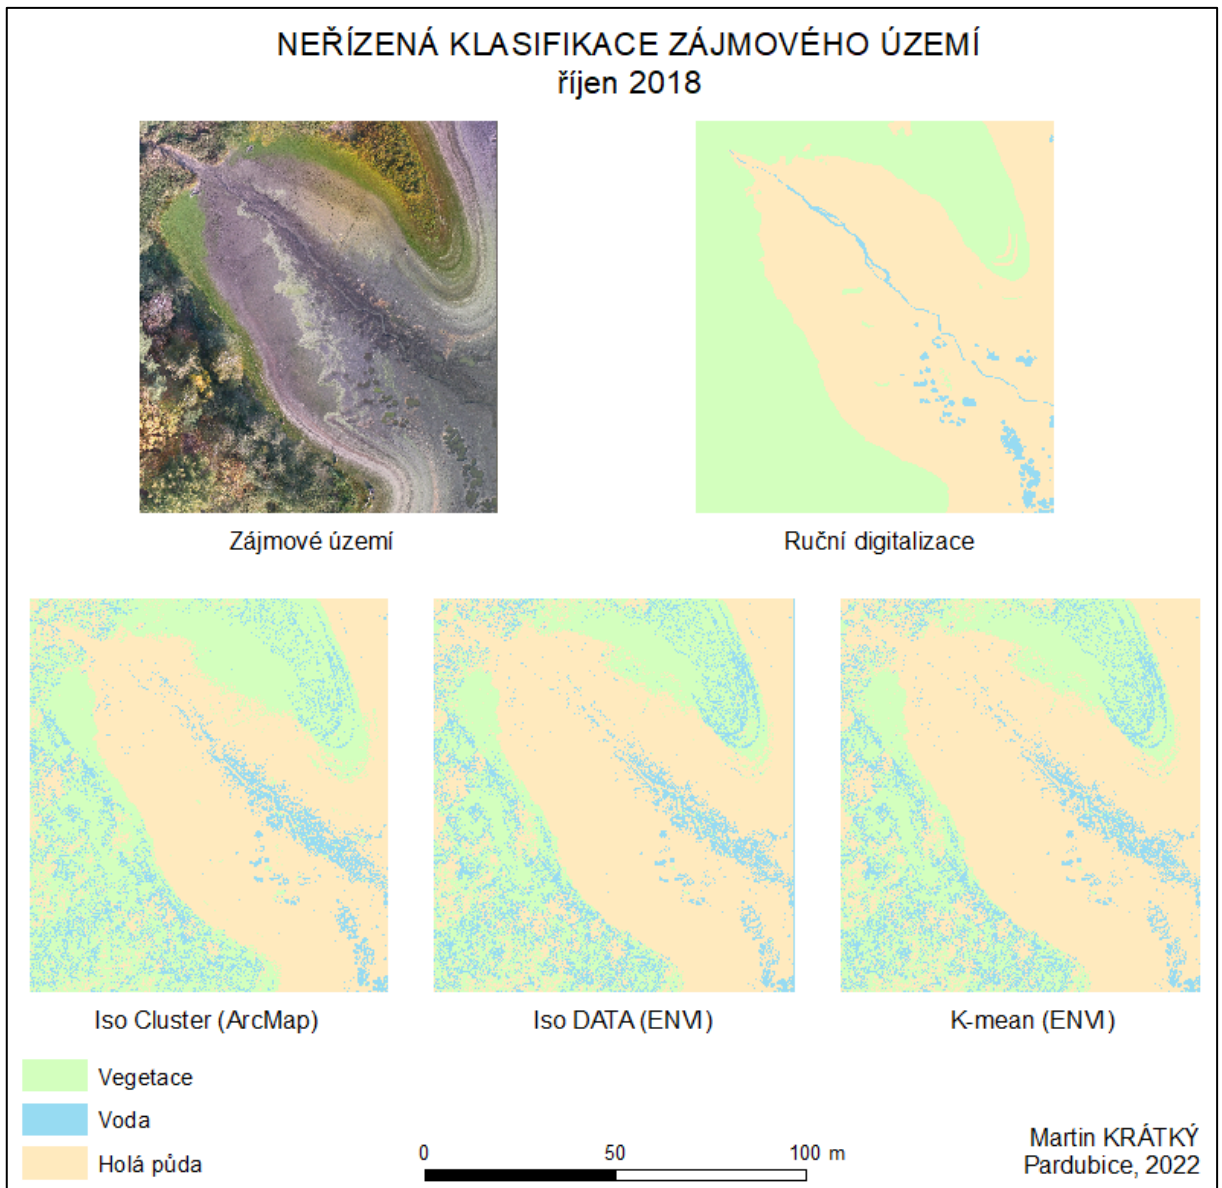 NEŘÍZENÁ KLASIFIKACE ZÁJMOVÉHO ÚZEMÍ
říjen 2018
Zájmové území
Ruční digitalizace
Iso Cluster (ArcMap)
Iso DATA (ENVI)
K-mean (ENVI)
Vegetace
Voda
Holá půda
0 50 100 m
Martin KRÁTKÝ
Pardubice, 2022